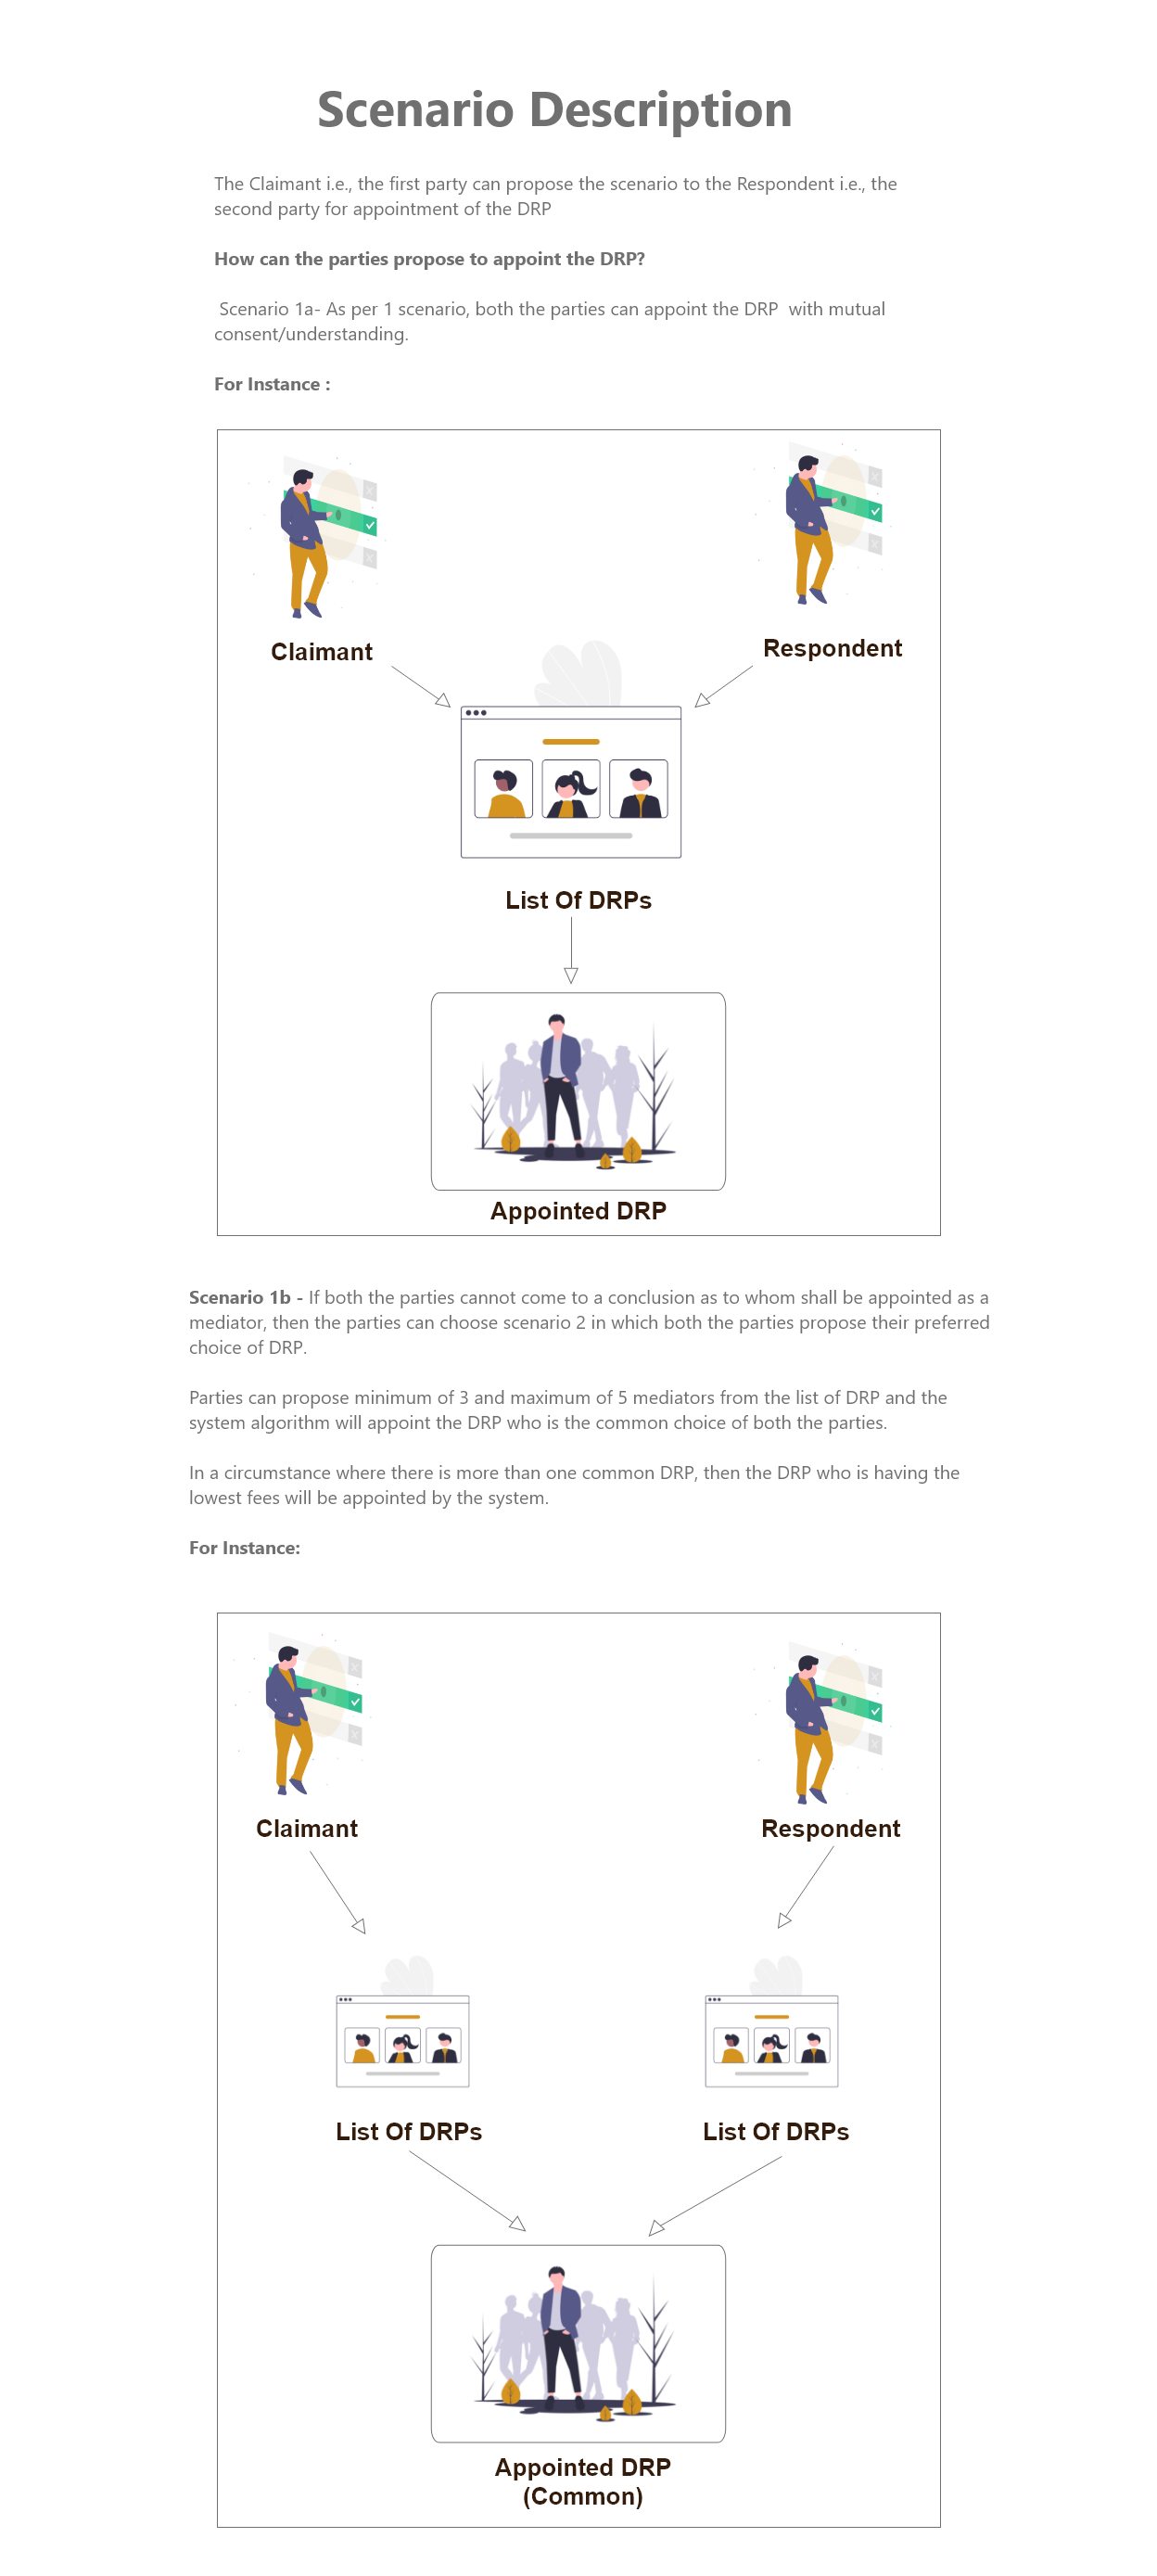 Scenario Description
The Claimant i.e., the first party can propose the scenario to the Respondent i.e., the
second party for appointment of the DRP
How can the parties propose to appoint the DRP?
Scenario 1a- As per 1 scenario, both the parties can appoint the DRP  with mutual
consent/understanding.
For Instance :
Claimant
Respondent
List Of DRPs
Appointed DRP
Scenario 1b - If both the parties cannot come to a conclusion as to whom shall be appointed as a
mediator, then the parties can choose scenario 2 in which both the parties propose their preferred
choice of DRP.
Parties can propose minimum of 3 and maximum of 5 mediators from the list of DRP and the
system algorithm will appoint the DRP who is the common choice of both the parties.
In a circumstance where there is more than one common DRP, then the DRP who is having the
lowest fees will be appointed by the system.
For Instance:
Claimant
Respondent
List Of DRPs
List Of DRPs
Appointed DRP
(Common)